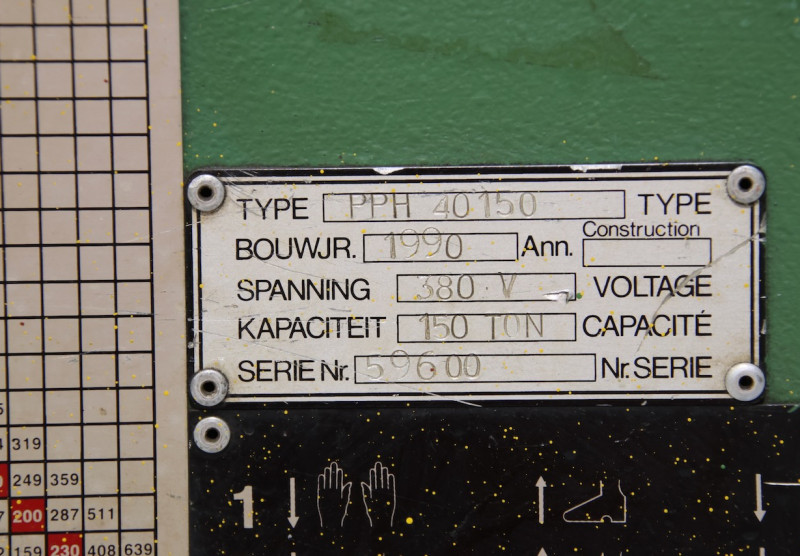 TYPE PPH 40150 TYPE
BOUWJR. 1990 Ann. Construction
SPANNING 380 V VOLTAGE
KAPACITEIT 150 TON CAPACITÉ
SERIE Nr. 59600 Nr. SERIE
319
249 359
200 287 511
159 230 408 639
1